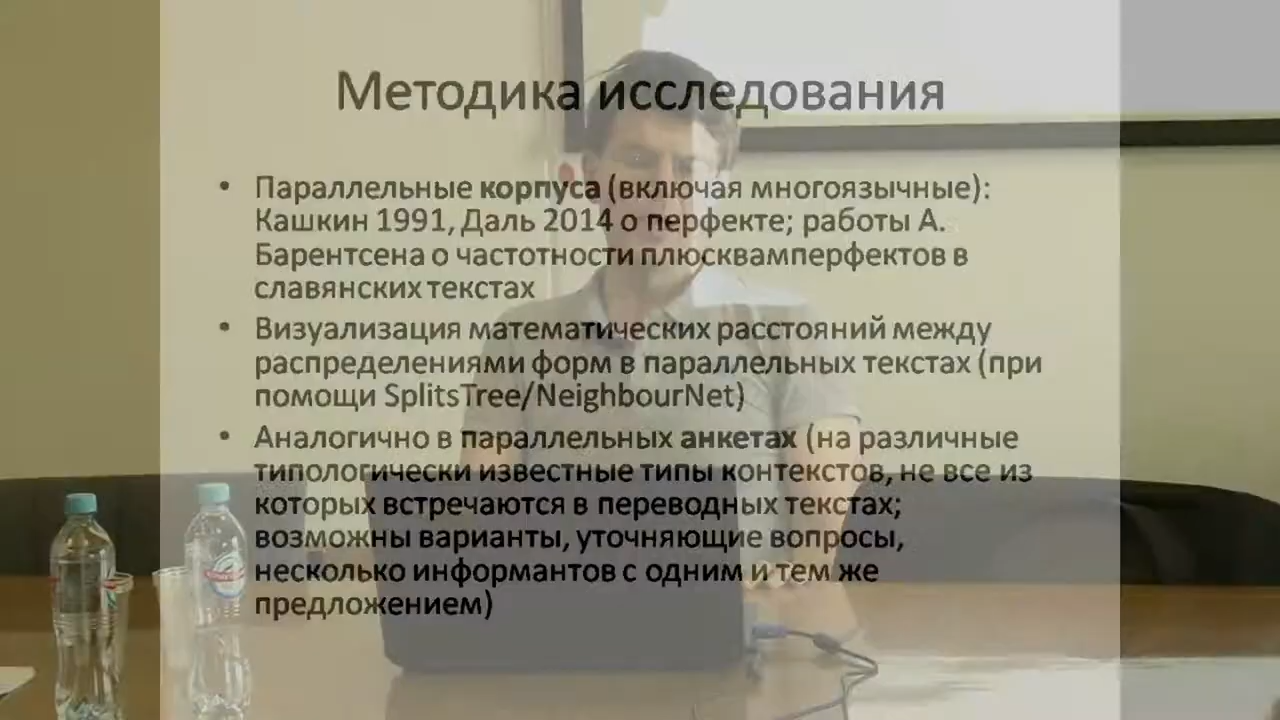 Методика исследования
• Параллельные корпуса (включая многоязычные):
Кашкин 1991, Даль 2014 о перфекте; работы А.
Барентсена о частотности плюсквамперфектов в
славянских текстах
• Визуализация математических расстояний между
распределениями форм в параллельных текстах (при
помощи SplitsTree/NeighbourNet)
• Аналогично в параллельных анкетах (на различные
типологически известные типы контекстов, не все из
которых встречаются в переводных текстах;
возможны варианты, уточняющие вопросы,
несколько информантов с одним и тем же
предложением)